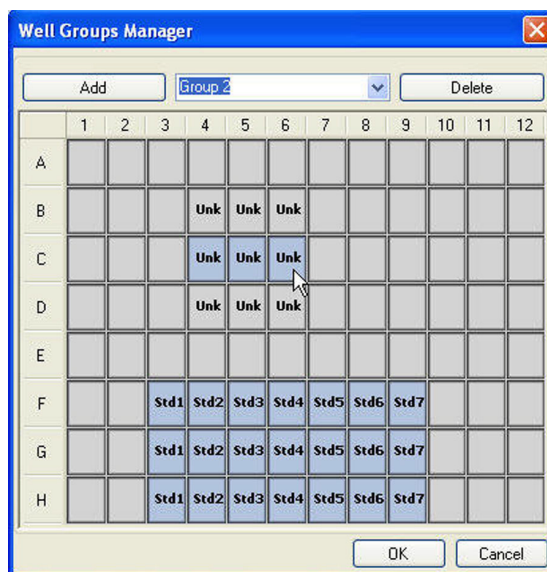 Well Groups Manager
Add Group 2 Delete
1 2 3 4 5 6 7 8 9 10 11 12
A
B Unk Unk Unk
C Unk Unk Unk
D Unk Unk Unk
E
F Std1 Std2 Std3 Std4 Std5 Std6 Std7
G Std1 Std2 Std3 Std4 Std5 Std6 Std7
H Std1 Std2 Std3 Std4 Std5 Std6 Std7
OK Cancel